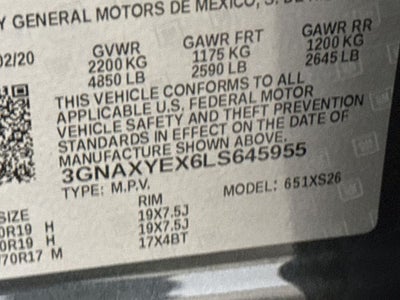 Y GENERAL MOTORS DE MEXICO, S. DE
02/20 GVWR GAWR FRT GAWR RR
2200 KG 1175 KG 1200 KG
4850 LB 2590 LB 2645 LB
THIS VEHICLE CONFORMS TO ALL
APPLICABLE U.S. FEDERAL MOTOR
VEHICLE SAFETY AND THEFT PREVENTION
STANDARDS IN EFFECT ON THE DATE OF
MANUFACTURE SHOWN ABOVE.
3GNAXYEX6LS645955
TYPE: M.P.V. MODEL: 651XS26
SIZE RIM
0R19 H 19X7.5J
0R19 H 19X7.5J
70R17 M 17X4BT